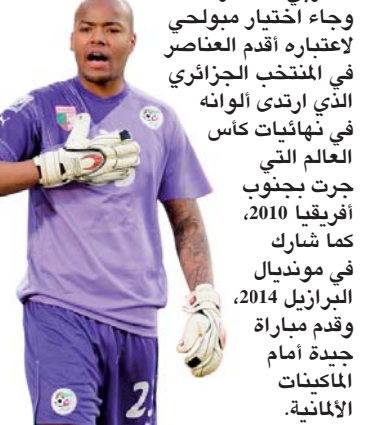 وجاء اختيار مبولحي
لاعتباره أقدم العناصر
في المنتخب الجزائري
الذي ارتدى ألوانه
في نهائيات كأس
العالم التي
جرت بجنوب
أفريقيا 2010،
كما شارك
في مونديال
البرازيل 2014،
وقدم مباراة
جيدة أمام
الماكينات
الألمانية.